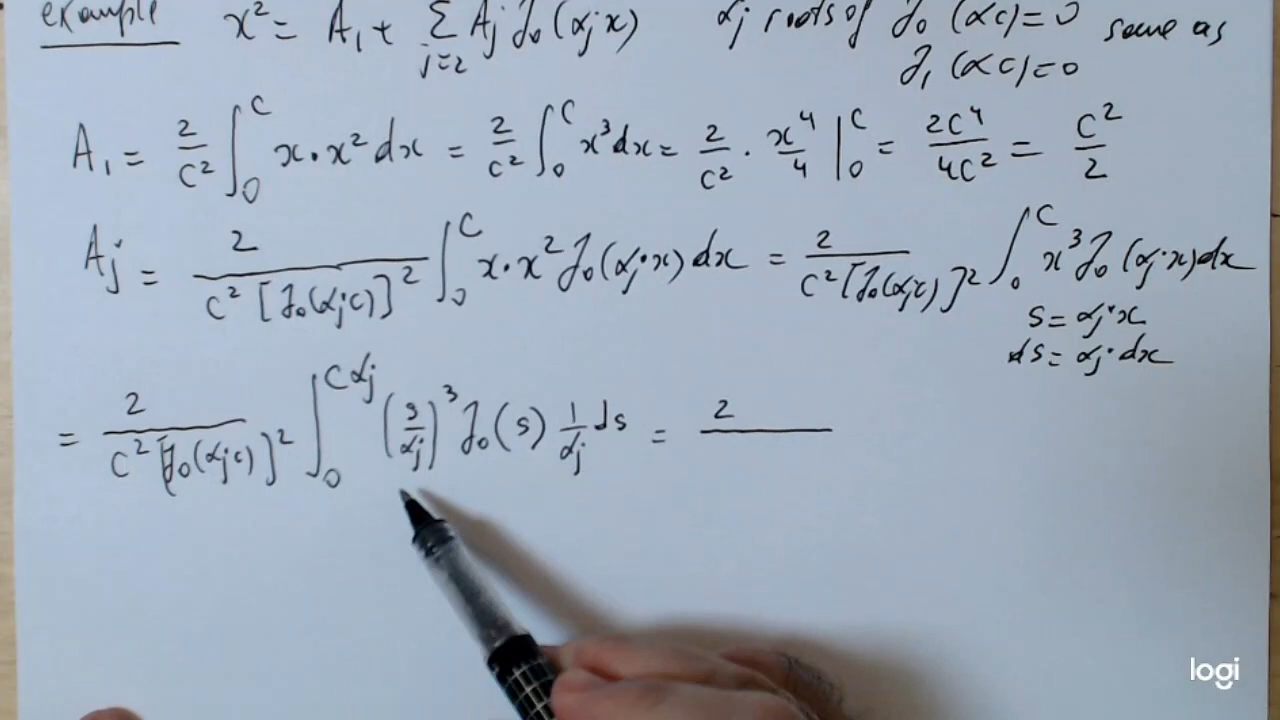 example x² = A₁ + Σ_{j=2} Aj J₀(αjx) αj roots of J₀(αc)=0 same as
J₁(αc)=0
A₁ = 2/c² ∫₀^c x·x² dx = 2/c² ∫₀^c x³dx = 2/c² · x⁴/4 |₀^c = 2c⁴/4c² = c²/2
Aj = 2/(c² [J₀(αjc)]²) ∫₀^c x·x² J₀(αj·x) dx = 2/(c² [J₀(αjc)]²) ∫₀^c x³ J₀(αj·x) dx
s = αj·x
ds = αj·dx
= 2/(c² [J₀(αjc)]²) ∫₀^{cαj} (s/αj)³ J₀(s) 1/αj ds = 2/
logi